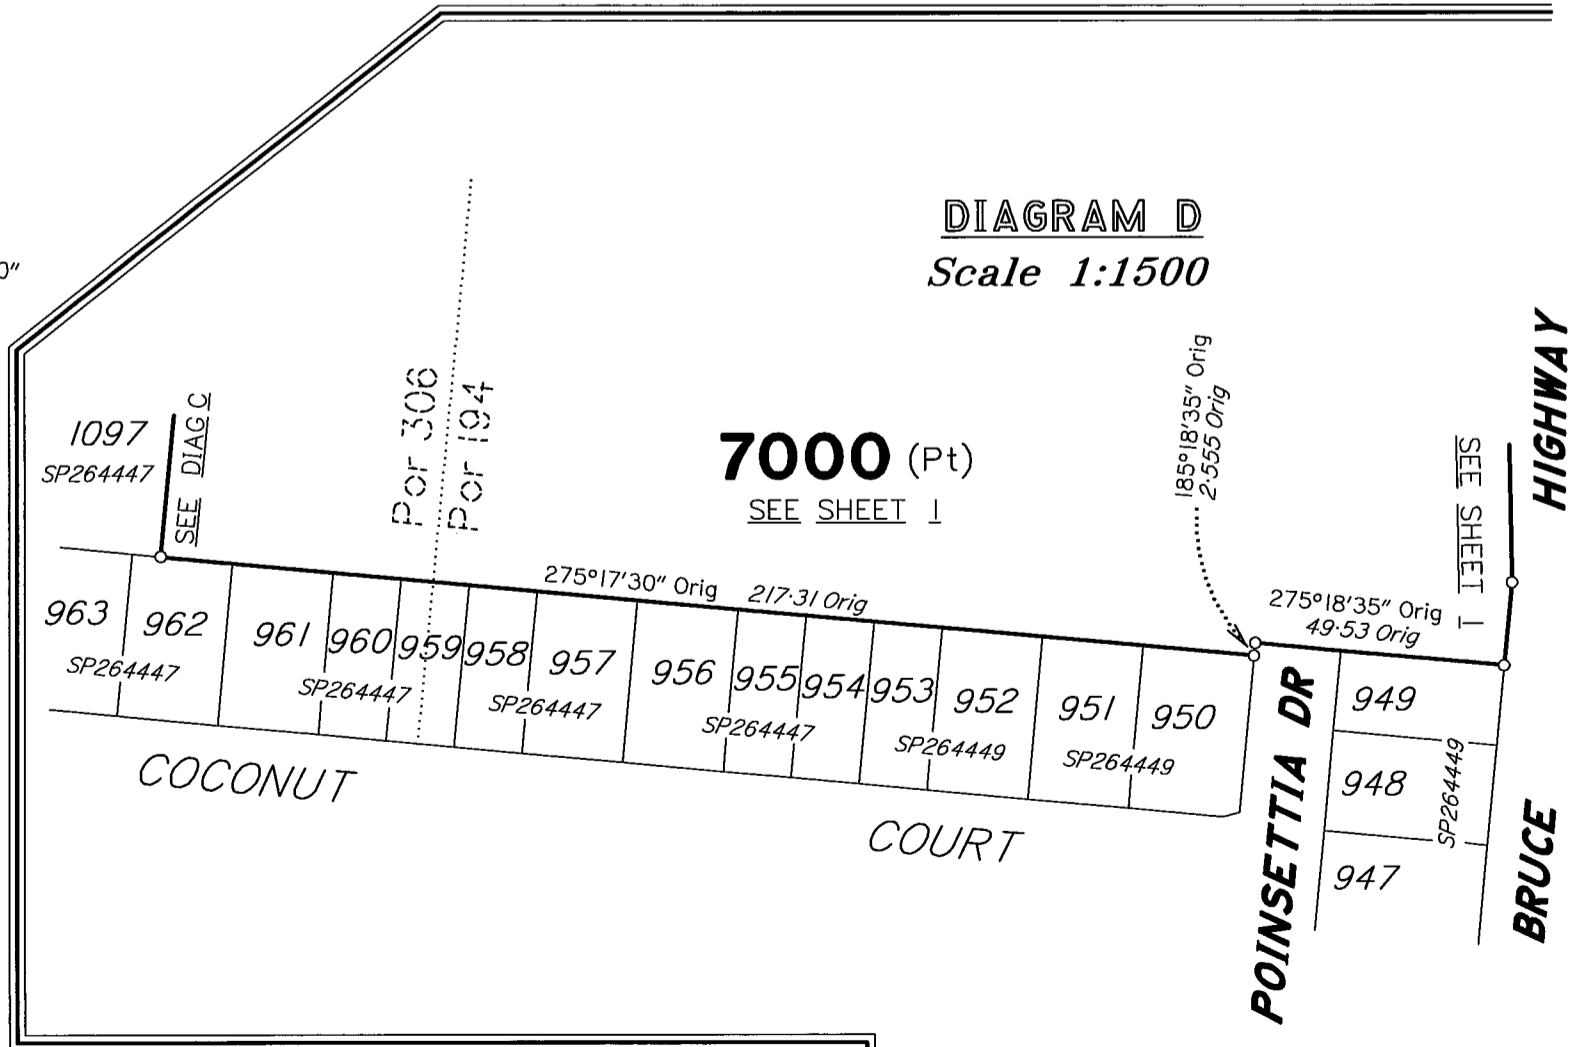 DIAGRAM D
Scale 1:1500
0"
HIGHWAY
185°18'35" Orig
2·555 Orig
1097
SP264447
SEE DIAG C
Por 306
Por 194
7000 (Pt)
SEE SHEET 1
SEE SHEET 1
275°17'30" Orig 217·31 Orig
275°18'35" Orig
49·53 Orig
963 962 961 960 959 958 957 956 955 954 953 952 951 950
SP264447 SP264447 SP264447 SP264447 SP264449 SP264449
949
948
947
SP264449
COCONUT COURT
POINSETTIA DR
BRUCE